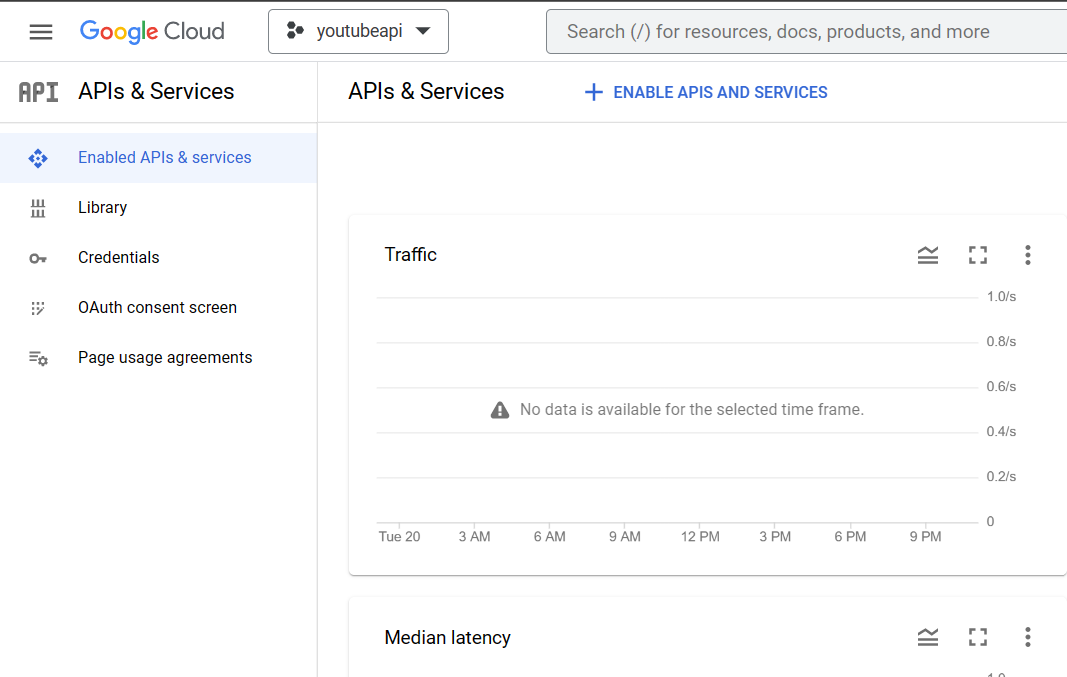 Google Cloud
youtubeapi
Search (/) for resources, docs, products, and more
API
APIs & Services
APIs & Services
ENABLE APIS AND SERVICES
Enabled APIs & services
Library
Credentials
OAuth consent screen
Page usage agreements
Traffic
1.0/s
0.8/s
0.6/s
No data is available for the selected time frame.
0.4/s
0.2/s
0
Tue 20 3 AM 6 AM 9 AM 12 PM 3 PM 6 PM 9 PM
Median latency